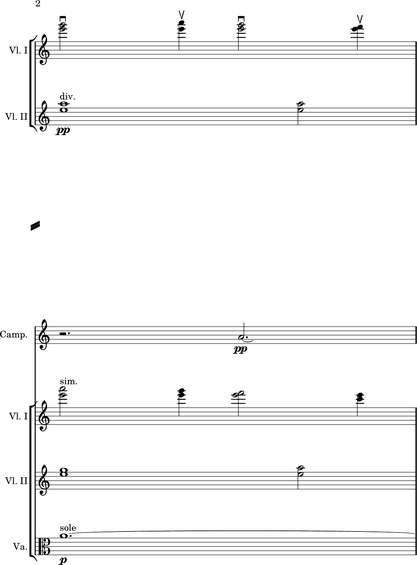 2
Vl. I
div.
Vl. II
pp
Camp.
pp
sim.
Vl. I
Vl. II
sole
Va.
p